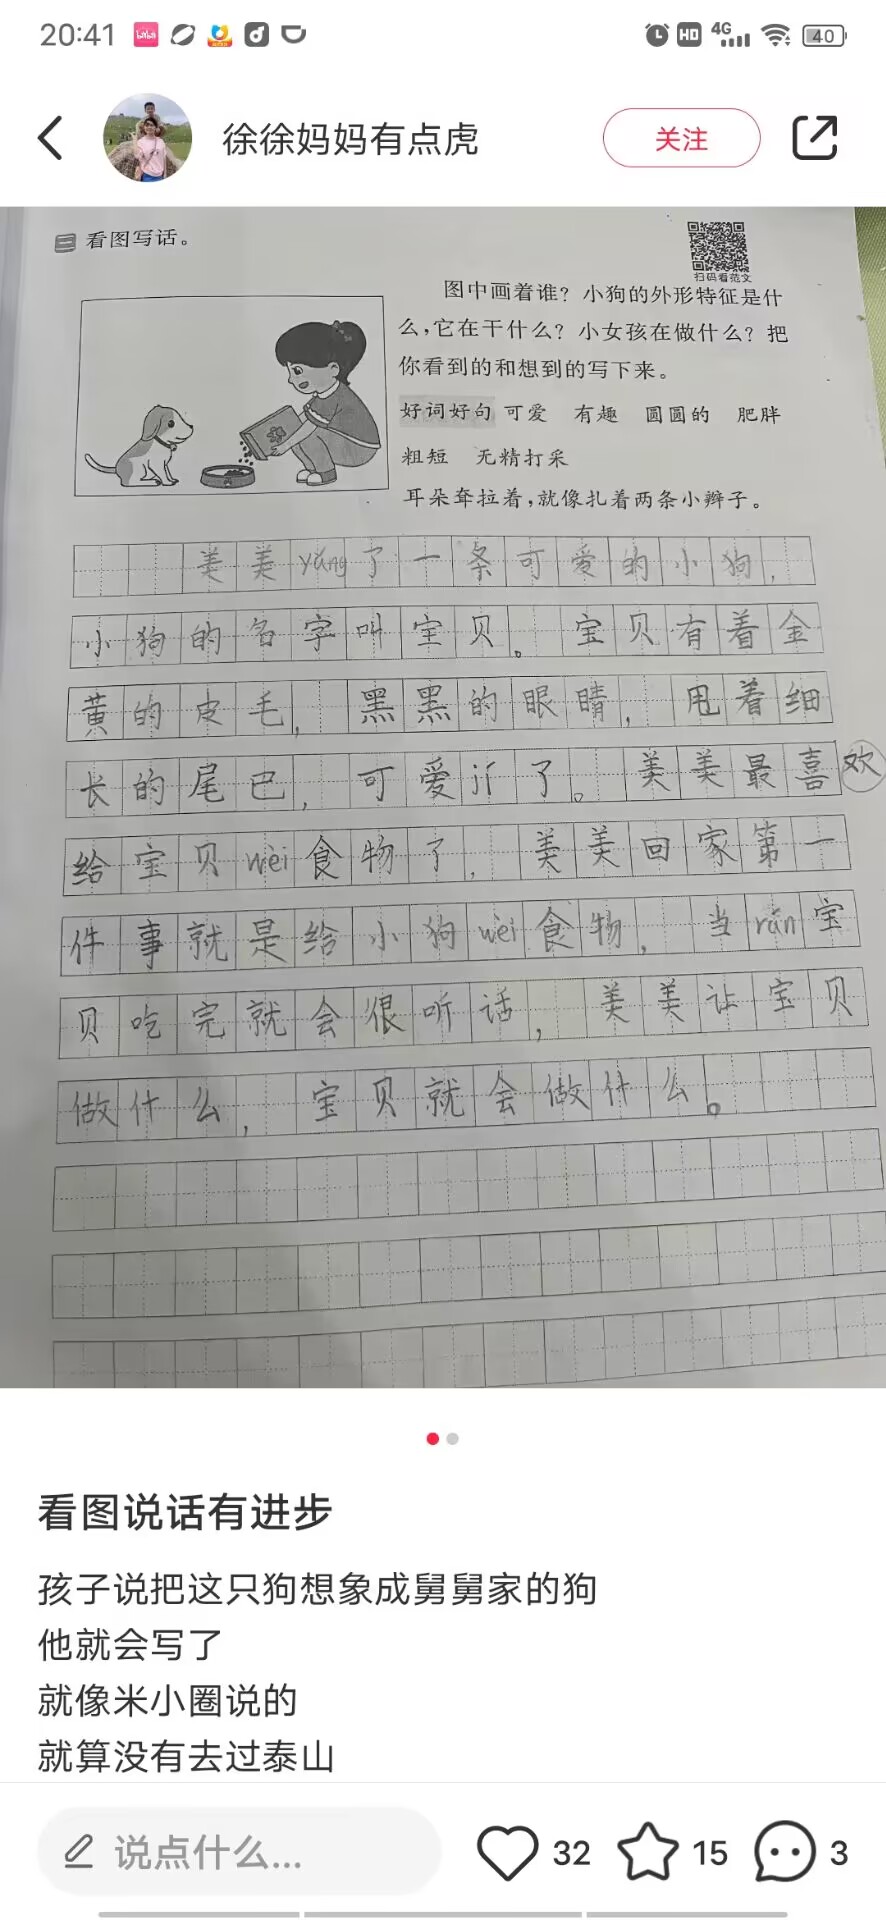 20:41
HD 4G 40
徐徐妈妈有点虎
关注
三 看图写话。
扫码看范文
图中画着谁？小狗的外形特征是什
么，它在干什么？小女孩在做什么？把
你看到的和想到的写下来。
好词好句 可爱 有趣 圆圆的 肥胖
粗短 无精打采
耳朵耷拉着，就像扎着两条小辫子。
美美yǎng了一条可爱的小狗，
小狗的名字叫宝贝。宝贝有着金
黄的皮毛，黑黑的眼睛，甩着细
长的尾巴，可爱jí了。美美最喜欢
给宝贝wèi食物了，美美回家第一
件事就是给小狗wèi食物，当rán宝
贝吃完就会很听话，美美让宝贝
做什么，宝贝就会做什么。
看图说话有进步
孩子说把这只狗想象成舅舅家的狗
他就会写了
就像米小圈说的
就算没有去过泰山
说点什么...
32
15
3